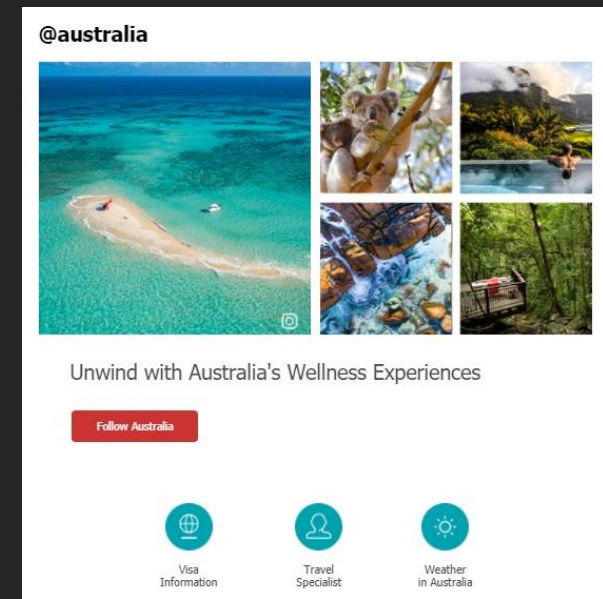 @australia
Unwind with Australia's Wellness Experiences
Follow Australia
Visa
Information
Travel
Specialist
Weather
in Australia